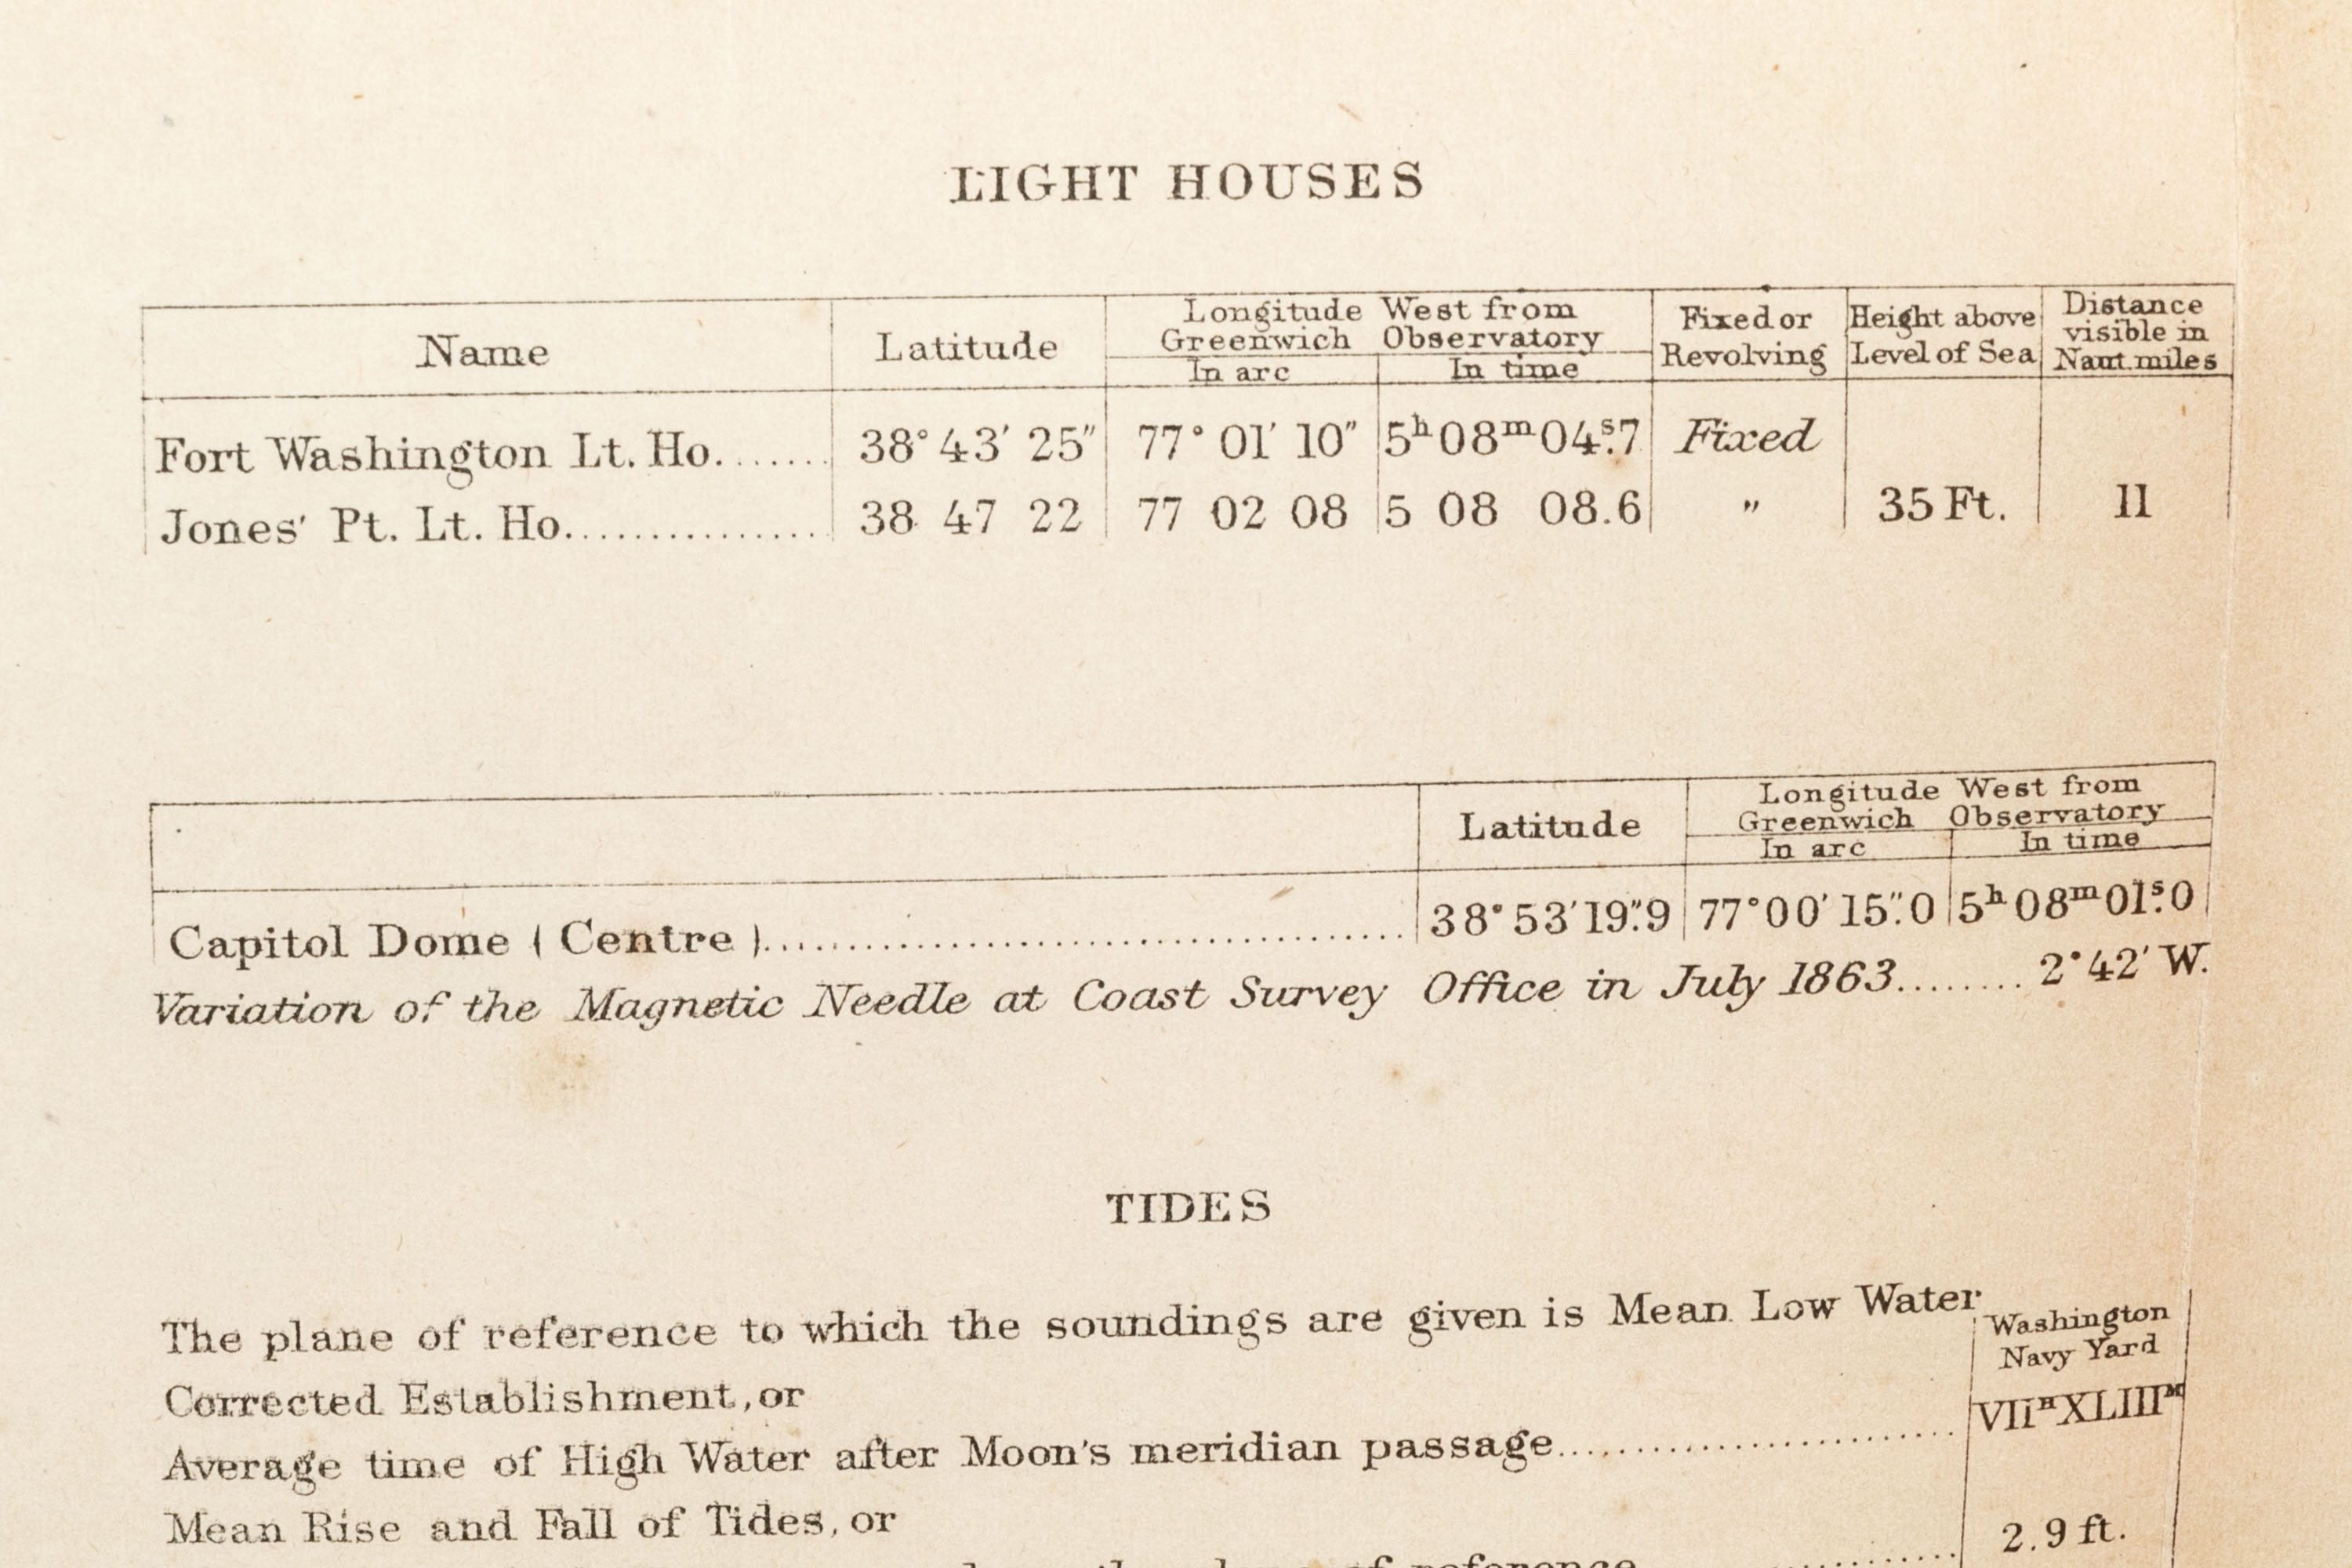 LIGHT HOUSES
Name Latitude Longitude West from Greenwich Observatory In arc In time Fixed or Revolving Height above Level of Sea Distance visible in Naut. miles
Fort Washington Lt. Ho....... 38° 43′ 25″ 77° 01′ 10″ 5h 08m 04s.7 Fixed
Jones' Pt. Lt. Ho................ 38 47 22 77 02 08 5 08 08.6 " 35 Ft. 11
Latitude Longitude West from Greenwich Observatory In arc In time
Capitol Dome (Centre)........................................ 38° 53′ 19″.9 77° 00′ 15″.0 5h 08m 01s.0
Variation of the Magnetic Needle at Coast Survey Office in July 1863........ 2° 42′ W.
TIDES
The plane of reference to which the soundings are given is Mean Low Water
Washington
Navy Yard
Corrected Establishment, or
Average time of High Water after Moon's meridian passage......................... VIIH XLIIIM
Mean Rise and Fall of Tides, or
2.9 ft.
of reference